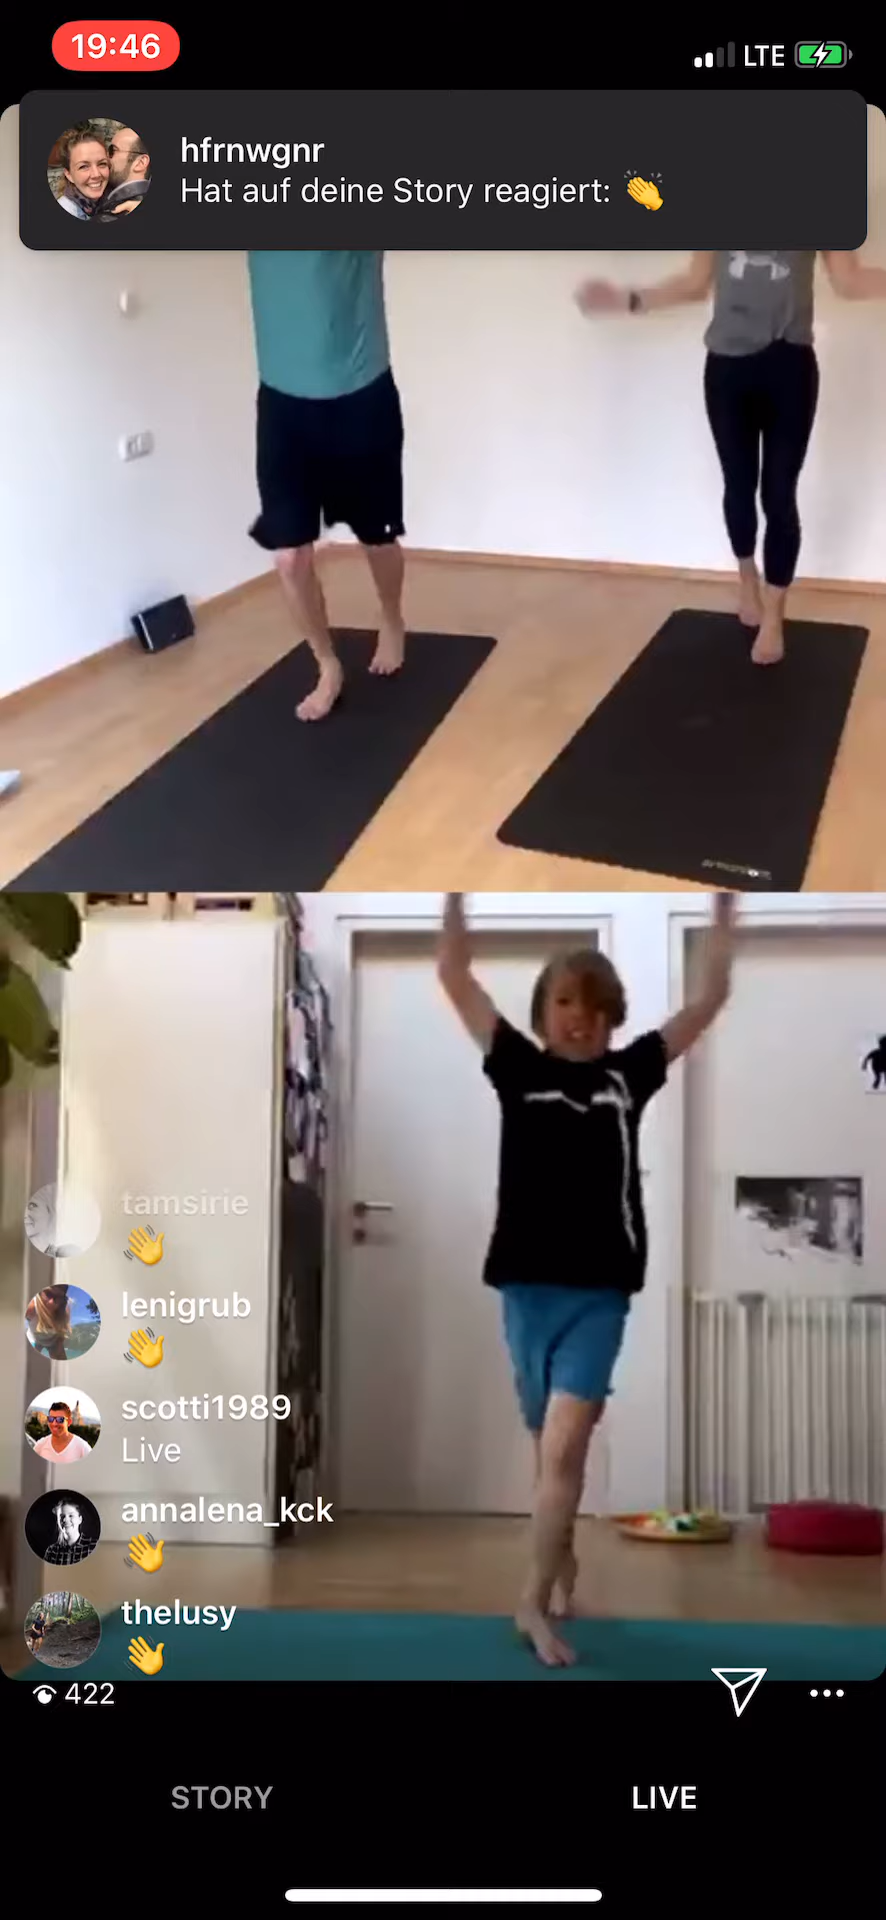 19:46
LTE
hfrnwgnr
Hat auf deine Story reagiert: 👏
tamsirie
👋
lenigrub
👋
scotti1989
Live
annalena_kck
👋
thelusy
👋
422
STORY
LIVE